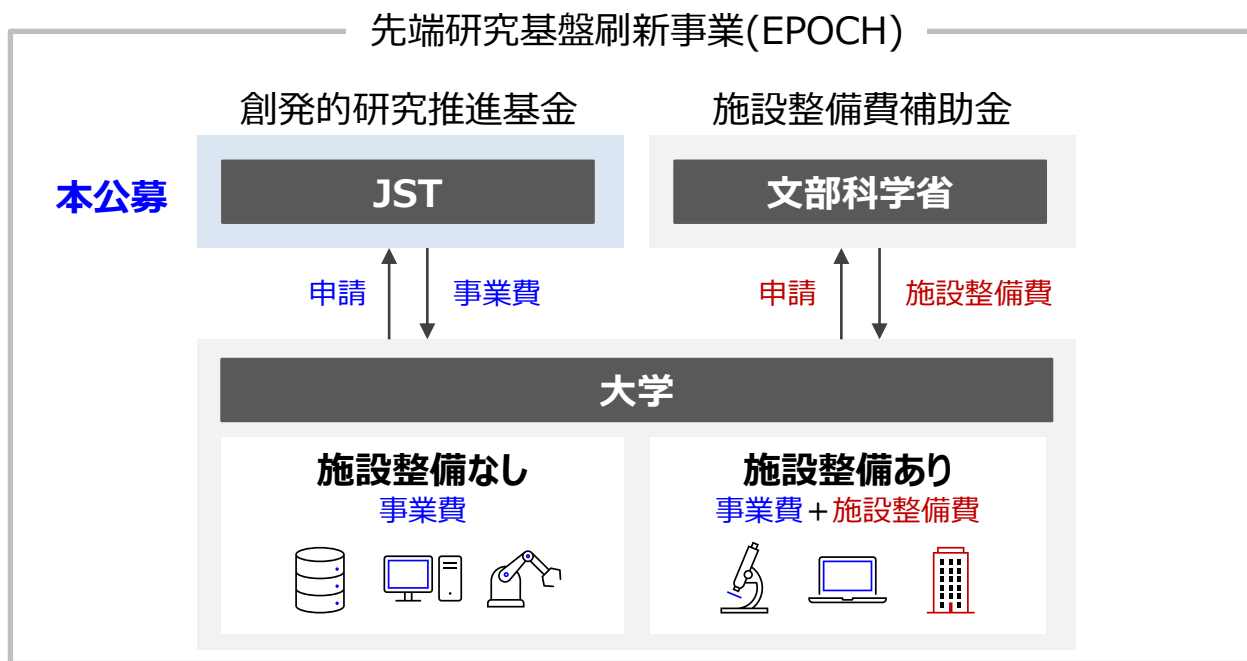 先端研究基盤刷新事業(EPOCH)
創発的研究推進基金
施設整備費補助金
本公募
JST
文部科学省
申請
事業費
申請
施設整備費
大学
施設整備なし
事業費
施設整備あり
事業費+施設整備費